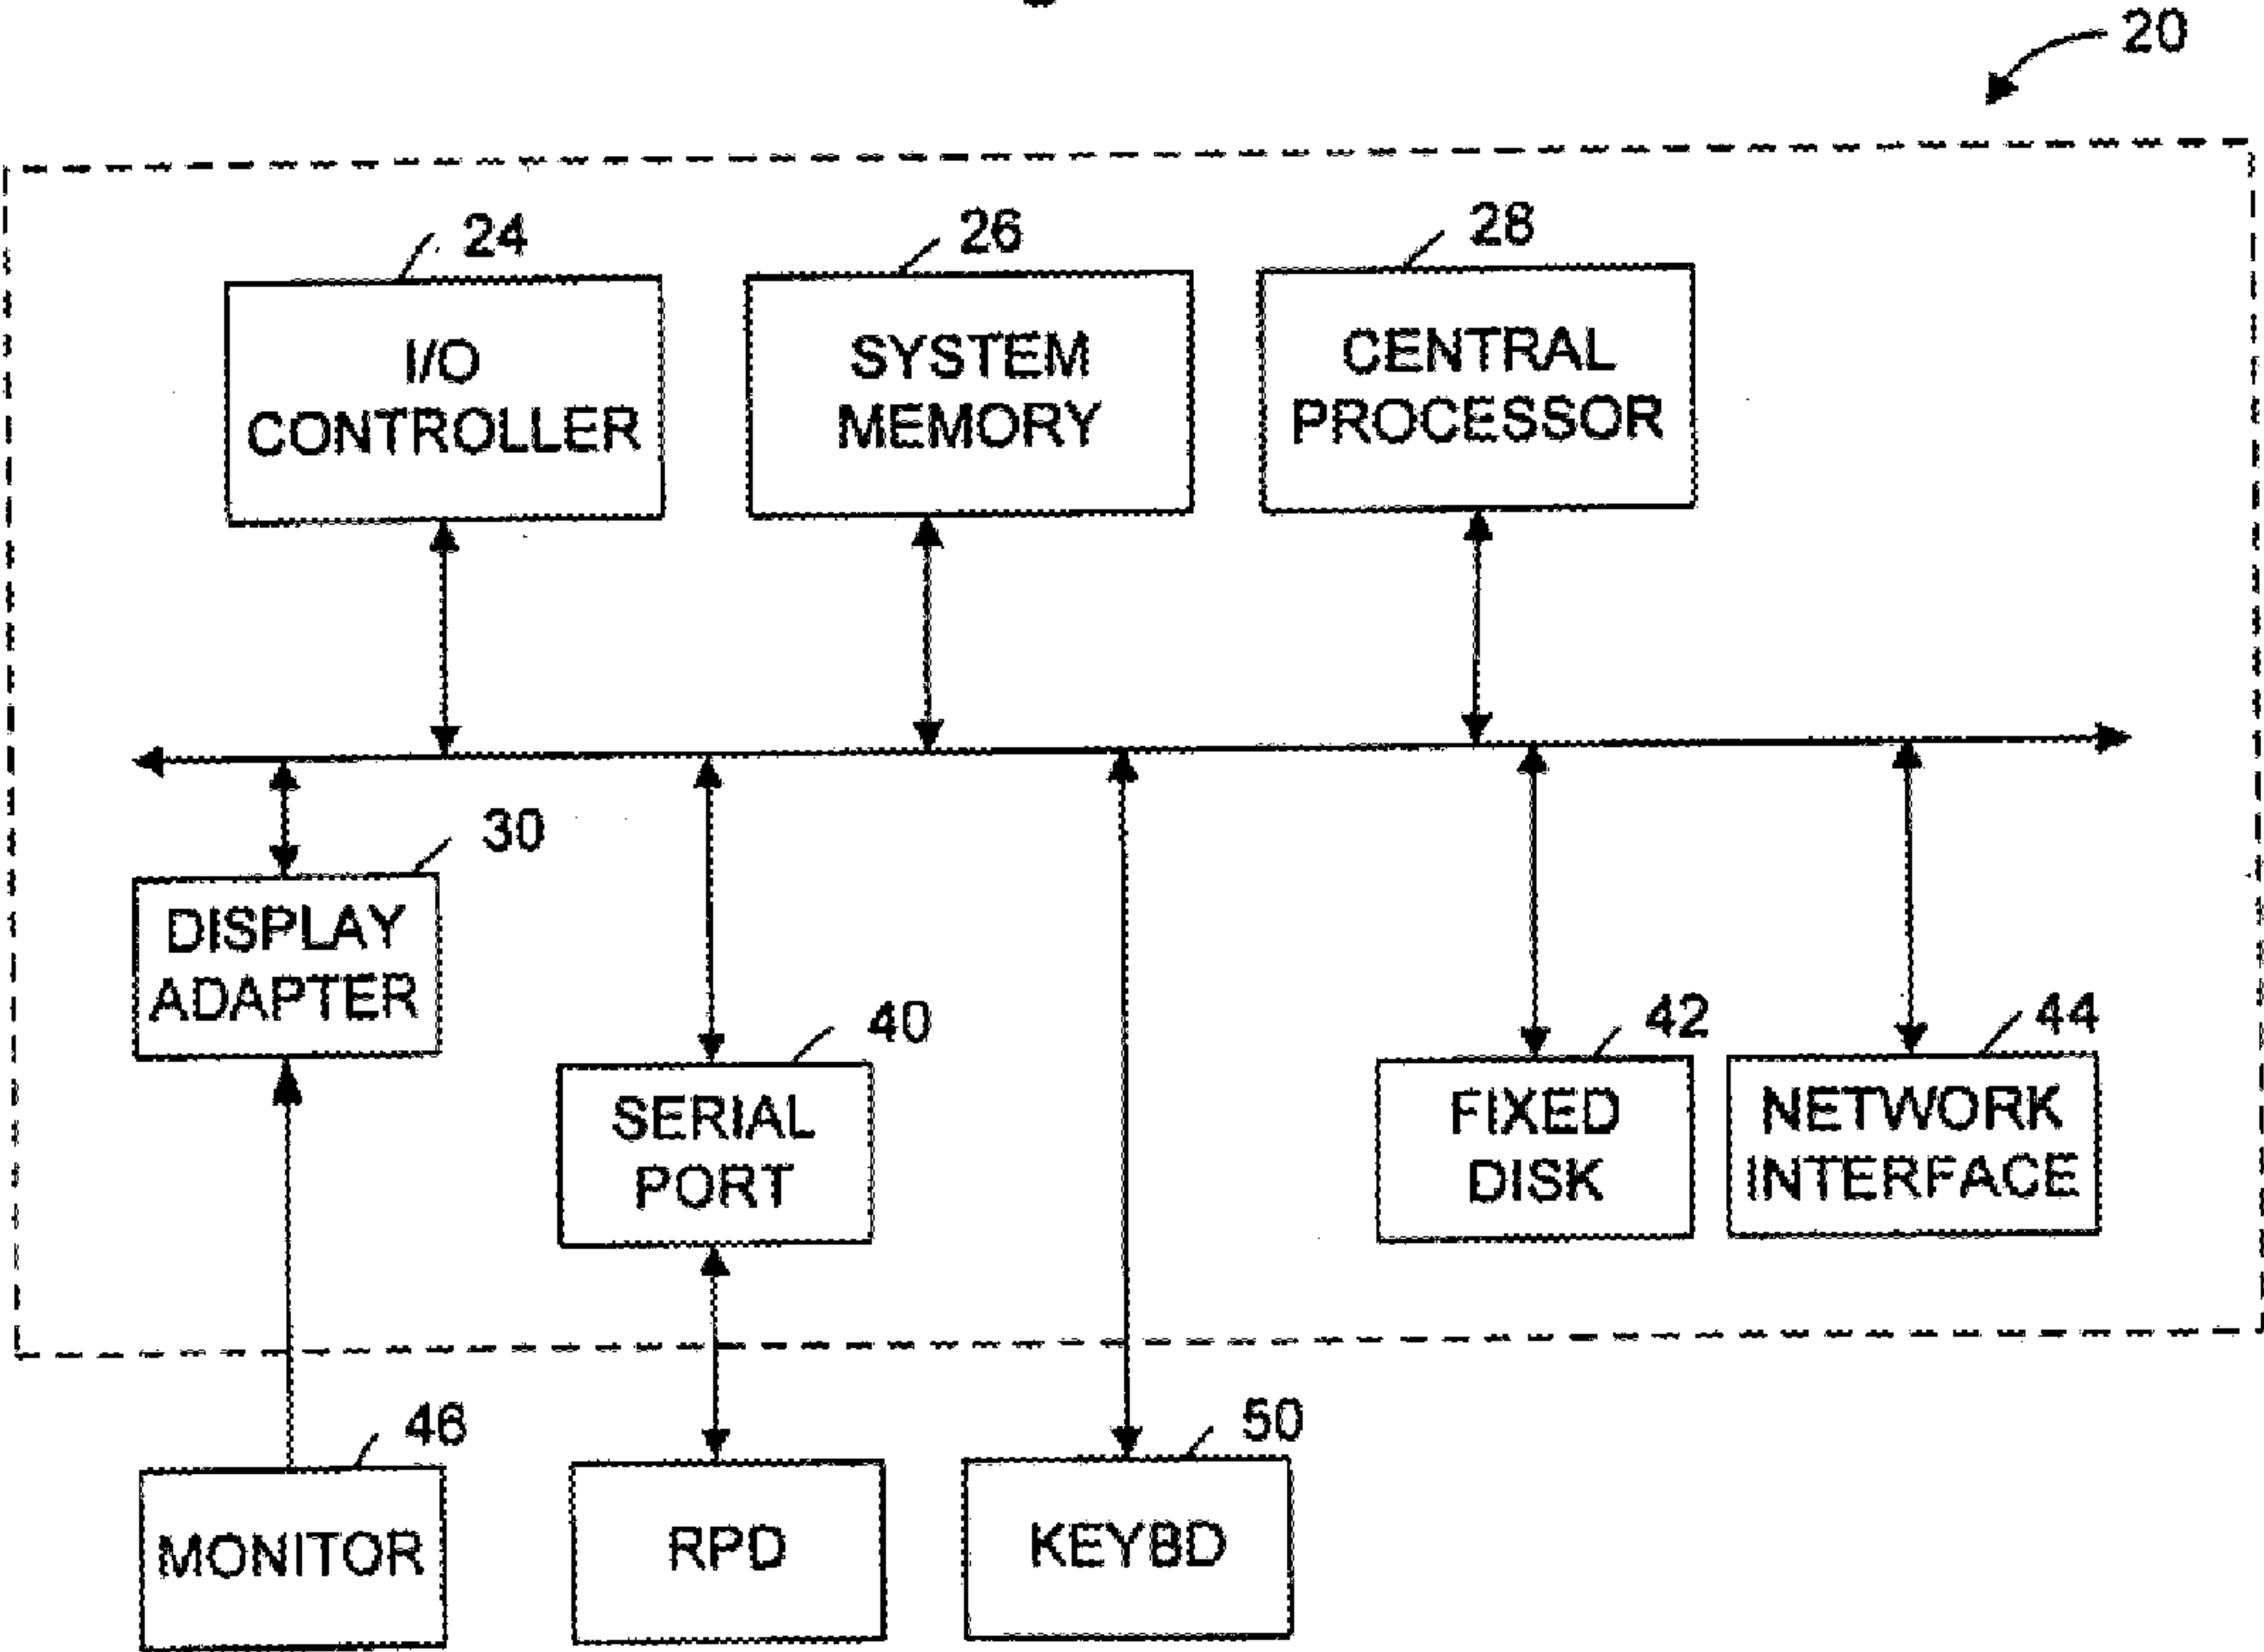 20
24
26
28
I/O
CONTROLLER
SYSTEM
MEMORY
CENTRAL
PROCESSOR
30
DISPLAY
ADAPTER
40
SERIAL
PORT
42
FIXED
DISK
44
NETWORK
INTERFACE
46
MONITOR
RPD
50
KEYBD